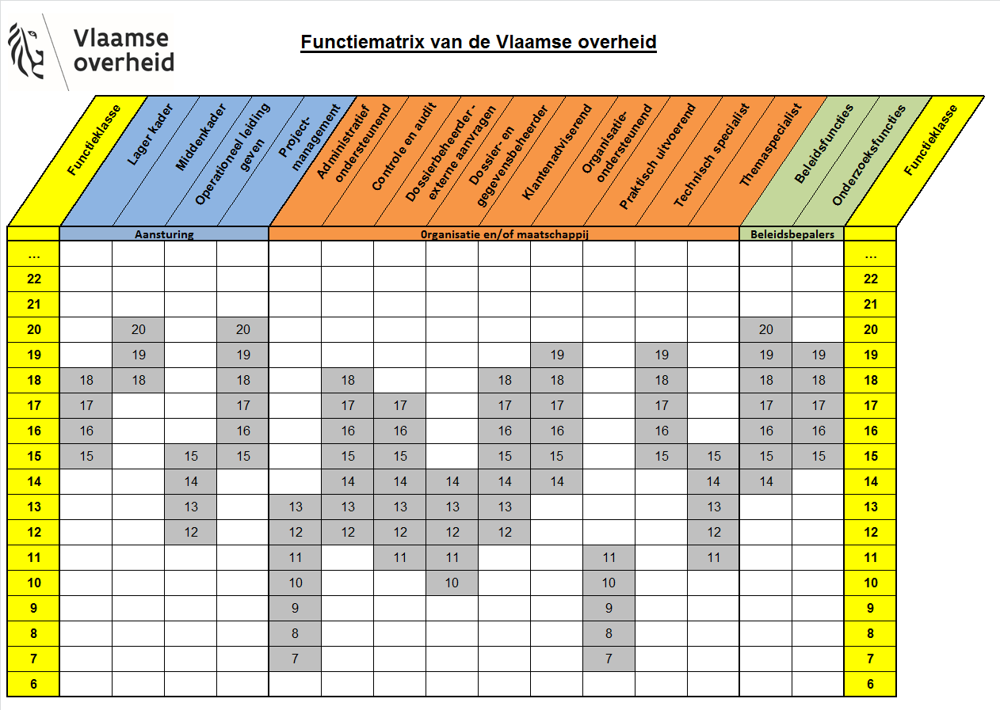 Vlaamse
overheid
Functiematrix van de Vlaamse overheid
Functieklasse
Lager kader
Middenkader
Operationeel leiding
geven
Project-
management
Administratief
ondersteunend
Controle en audit
Dossierbeheerder -
externe aanvragen
Dossier- en
gegevensbeheerder
Klantenadviserend
Organisatie-
ondersteunend
Praktisch uitvoerend
Technisch specialist
Themaspecialist
Beleidsfuncties
Onderzoeksfuncties
Functieklasse
Aansturing 0rganisatie en/of maatschappij Beleidsbepalers
... ...
22 22
21 21
20 20 20 20 20
19 19 19 19 19 19 19 19
18 18 18 18 18 18 18 18 18 18 18
17 17 17 17 17 17 17 17 17 17 17
16 16 16 16 16 16 16 16 16 16 16
15 15 15 15 15 15 15 15 15 15 15 15 15
14 14 14 14 14 14 14 14 14 14
13 13 13 13 13 13 13 13 13
12 12 12 12 12 12 12 12 12
11 11 11 11 11 11 11
10 10 10 10 10
9 9 9 9
8 8 8 8
7 7 7 7
6 6